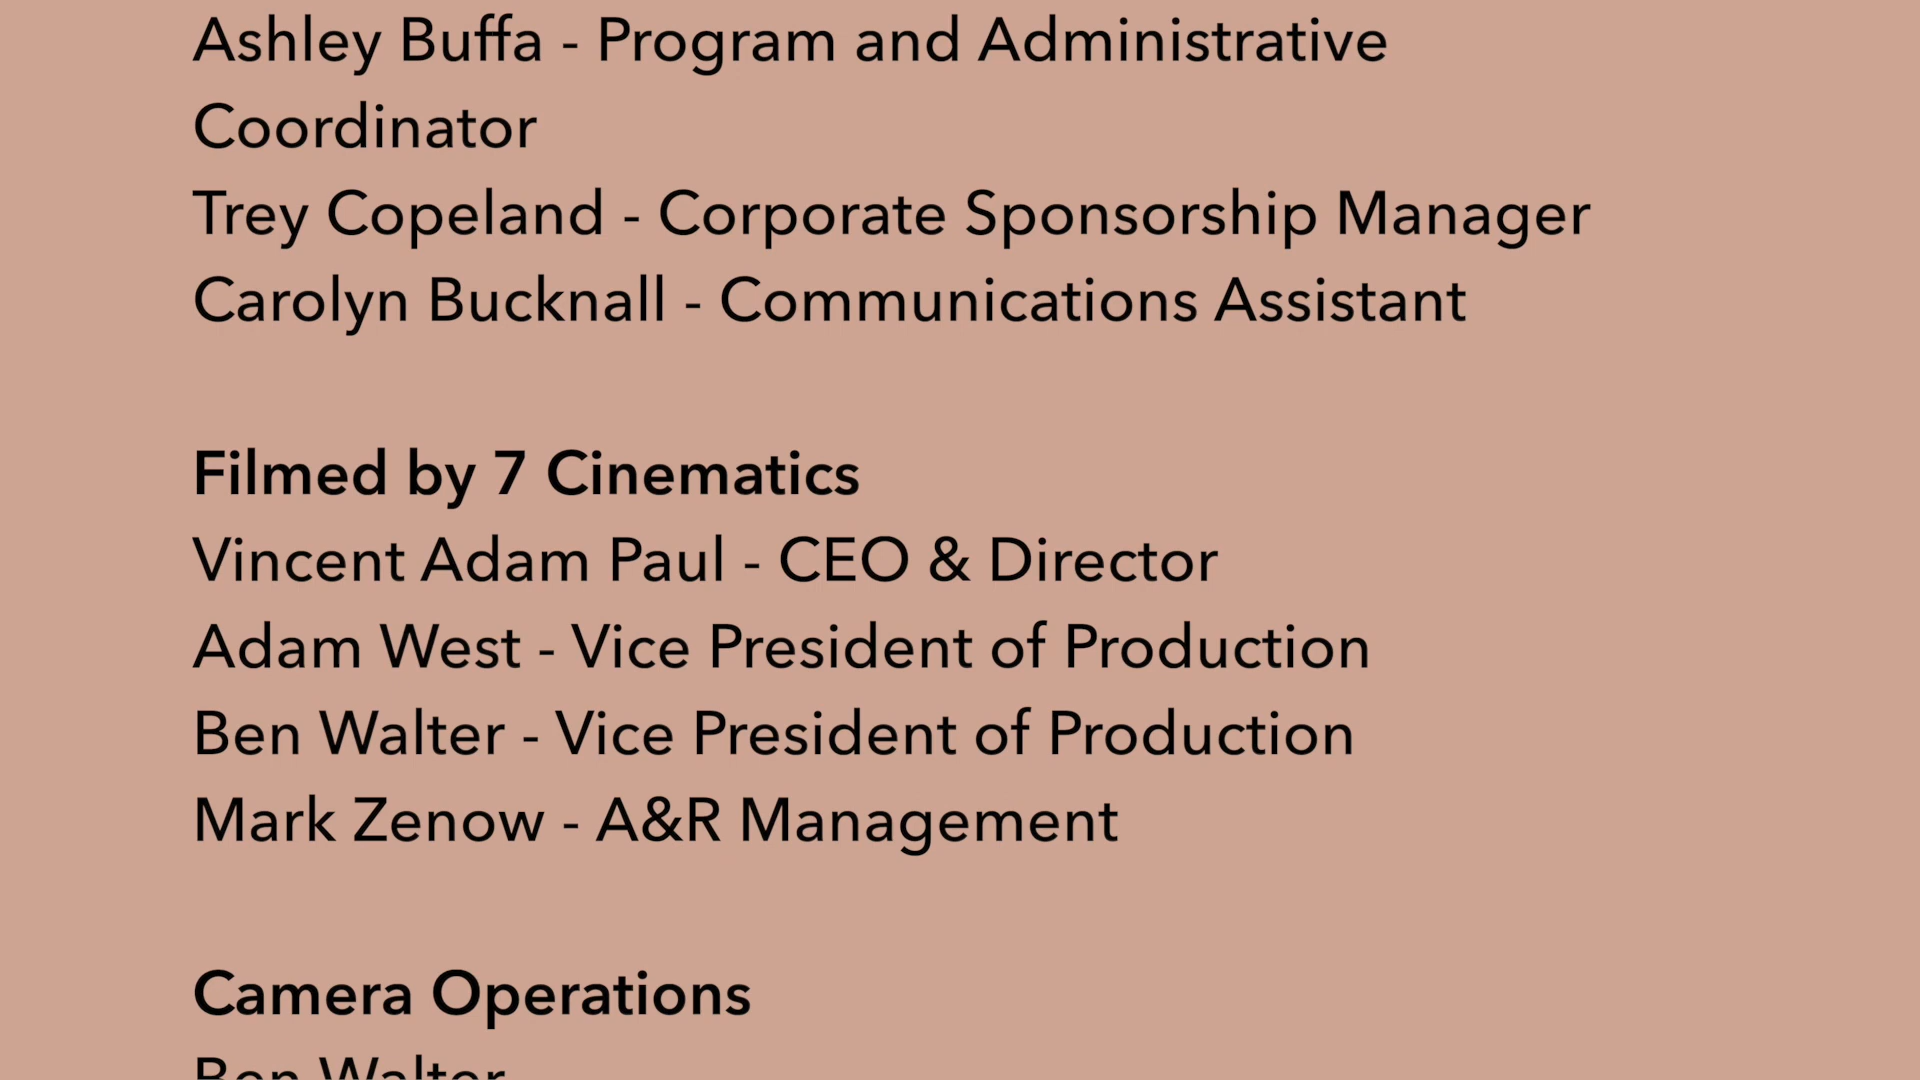 Ashley Buffa - Program and Administrative
Coordinator
Trey Copeland - Corporate Sponsorship Manager
Carolyn Bucknall - Communications Assistant
Filmed by 7 Cinematics
Vincent Adam Paul - CEO & Director
Adam West - Vice President of Production
Ben Walter - Vice President of Production
Mark Zenow - A&R Management
Camera Operations
Ben Walter